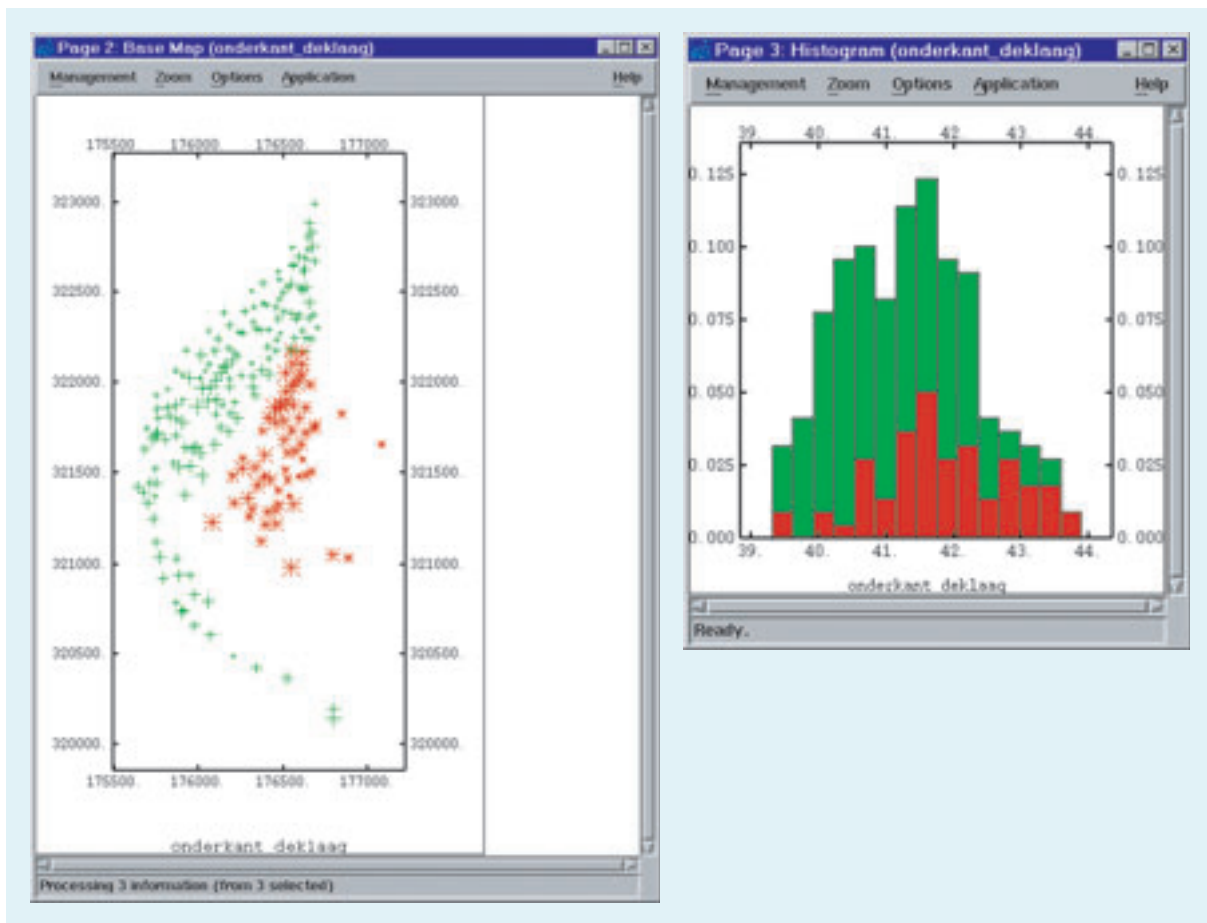 Page 2: Base Map (onderkant_deklaag)
Management Zoom Options Application Help
175500 176000 176500 177000
323000. 323000.
322500. 322500.
322000. 322000.
321500. 321500.
321000. 321000.
320500. 320500.
320000. 320000.
175500. 176000. 176500. 177000.
onderkant deklaag
Processing 3 information (from 3 selected)
Page 3: Histogram (onderkant_deklaag)
Management Zoom Options Application Help
39. 40. 41. 42. 43. 44.
0.125 0.125
0.100 0.100
0.075 0.075
0.050 0.050
0.025 0.025
0.000 0.000
39. 40. 41. 42. 43. 44.
onderkant deklaag
Ready.